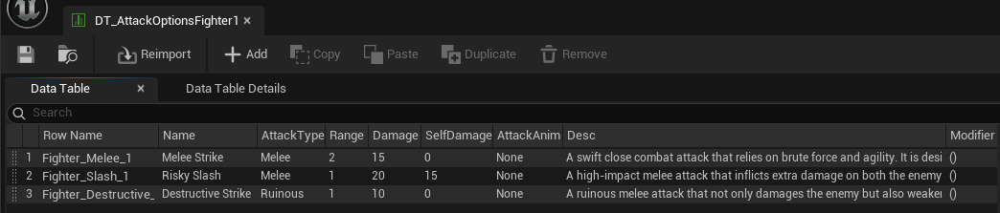 DT_AttackOptionsFighter1 ×
Reimport Add Copy Paste Duplicate Remove
Data Table × Data Table Details
Search
Row Name Name AttackType Range Damage SelfDamage AttackAnim Desc Modifier
1 Fighter_Melee_1 Melee Strike Melee 2 15 0 None A swift close combat attack that relies on brute force and agility. It is desi ()
2 Fighter_Slash_1 Risky Slash Melee 1 20 15 None A high-impact melee attack that inflicts extra damage on both the enemy ()
3 Fighter_Destructive_ Destructive Strike Ruinous 1 10 0 None A ruinous melee attack that not only damages the enemy but also weaker ()